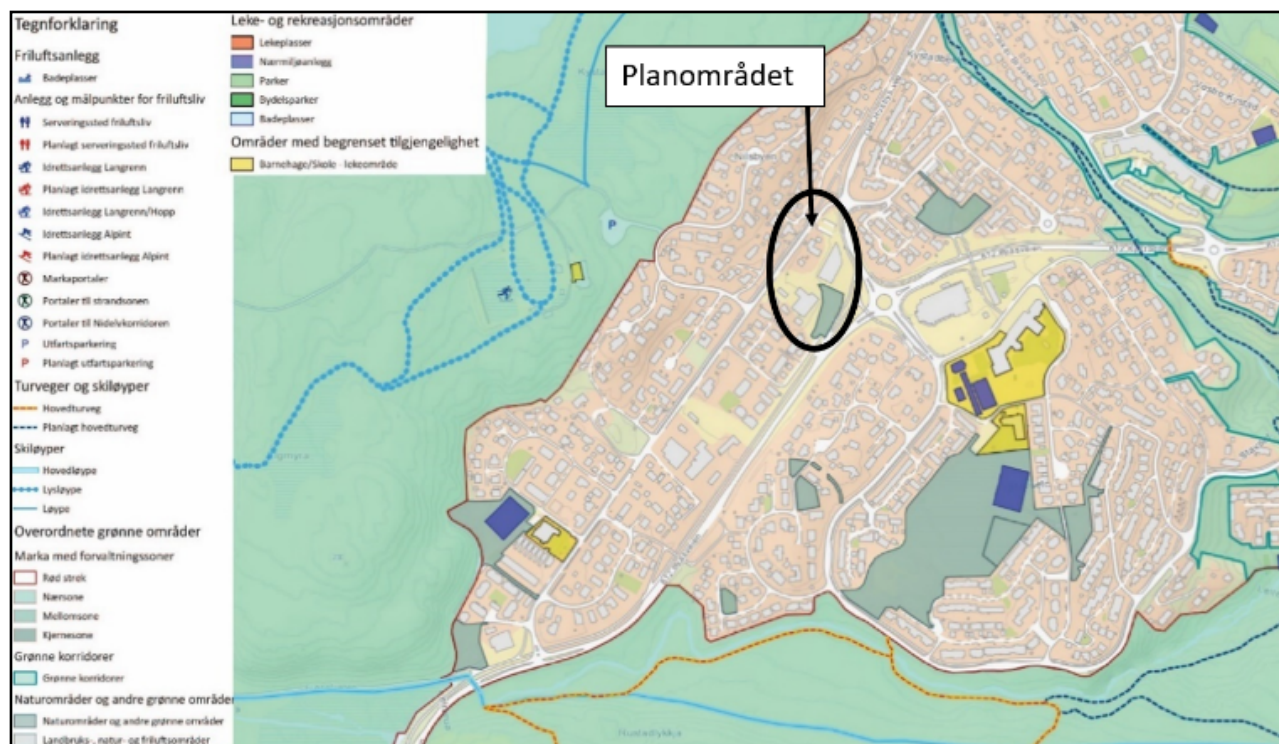 Tegnforklaring
Friluftsanlegg
Badeplasser
Anlegg og målpunkter for friluftsliv
Serveringssted friluftsliv
Planlagt serveringssted friluftsliv
Idrettsanlegg Langrenn
Planlagt idrettsanlegg Langrenn
Idrettsanlegg Langrenn/Hopp
Idrettsanlegg Alpint
Planlagt idrettsanlegg Alpint
Markaportaler
Portaler til strandsonen
Portaler til Nidelvkorridoren
P Utfartsparkering
P Planlagt utfartsparkering
Turveger og skiløyper
Hovedturveg
Planlagt hovedturveg
Skiløyper
Hovedløype
Lysløype
Løype
Overordnete grønne områder
Marka med forvaltningssoner
Rød strek
Nærsone
Mellomsone
Kjernesone
Grønne korridorer
Grønne korridorer
Naturområder og andre grønne områder
Naturområder og andre grønne områder
Landbruks-, natur- og friluftsområder
Leke- og rekreasjonsområder
Lekeplasser
Nærmiljøanlegg
Parker
Bydelsparker
Badeplasser
Områder med begrenset tilgjengelighet
Barnehage/Skole - lekeområde
Planområdet
P